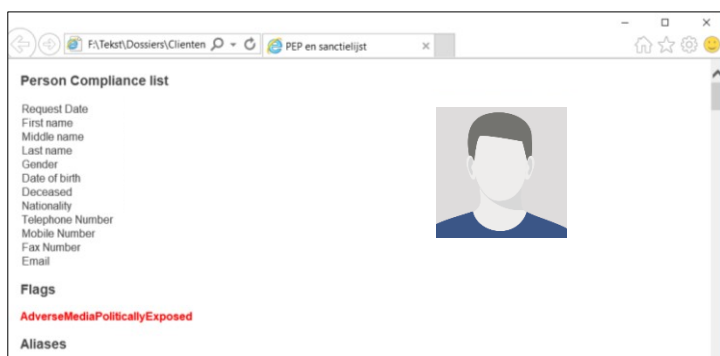 F:\Tekst\Dossiers\Clienten
PEP en sanctielijst
Person Compliance list
Request Date
First name
Middle name
Last name
Gender
Date of birth
Deceased
Nationality
Telephone Number
Mobile Number
Fax Number
Email
Flags
AdverseMediaPoliticallyExposed
Aliases